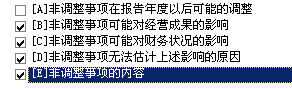 [A]非调整事项在报告年度以后可能的调整
[B]非调整事项可能对经营成果的影响
[C]非调整事项可能对财务状况的影响
[D]非调整事项无法估计上述影响的原因
[E]非调整事项的内容